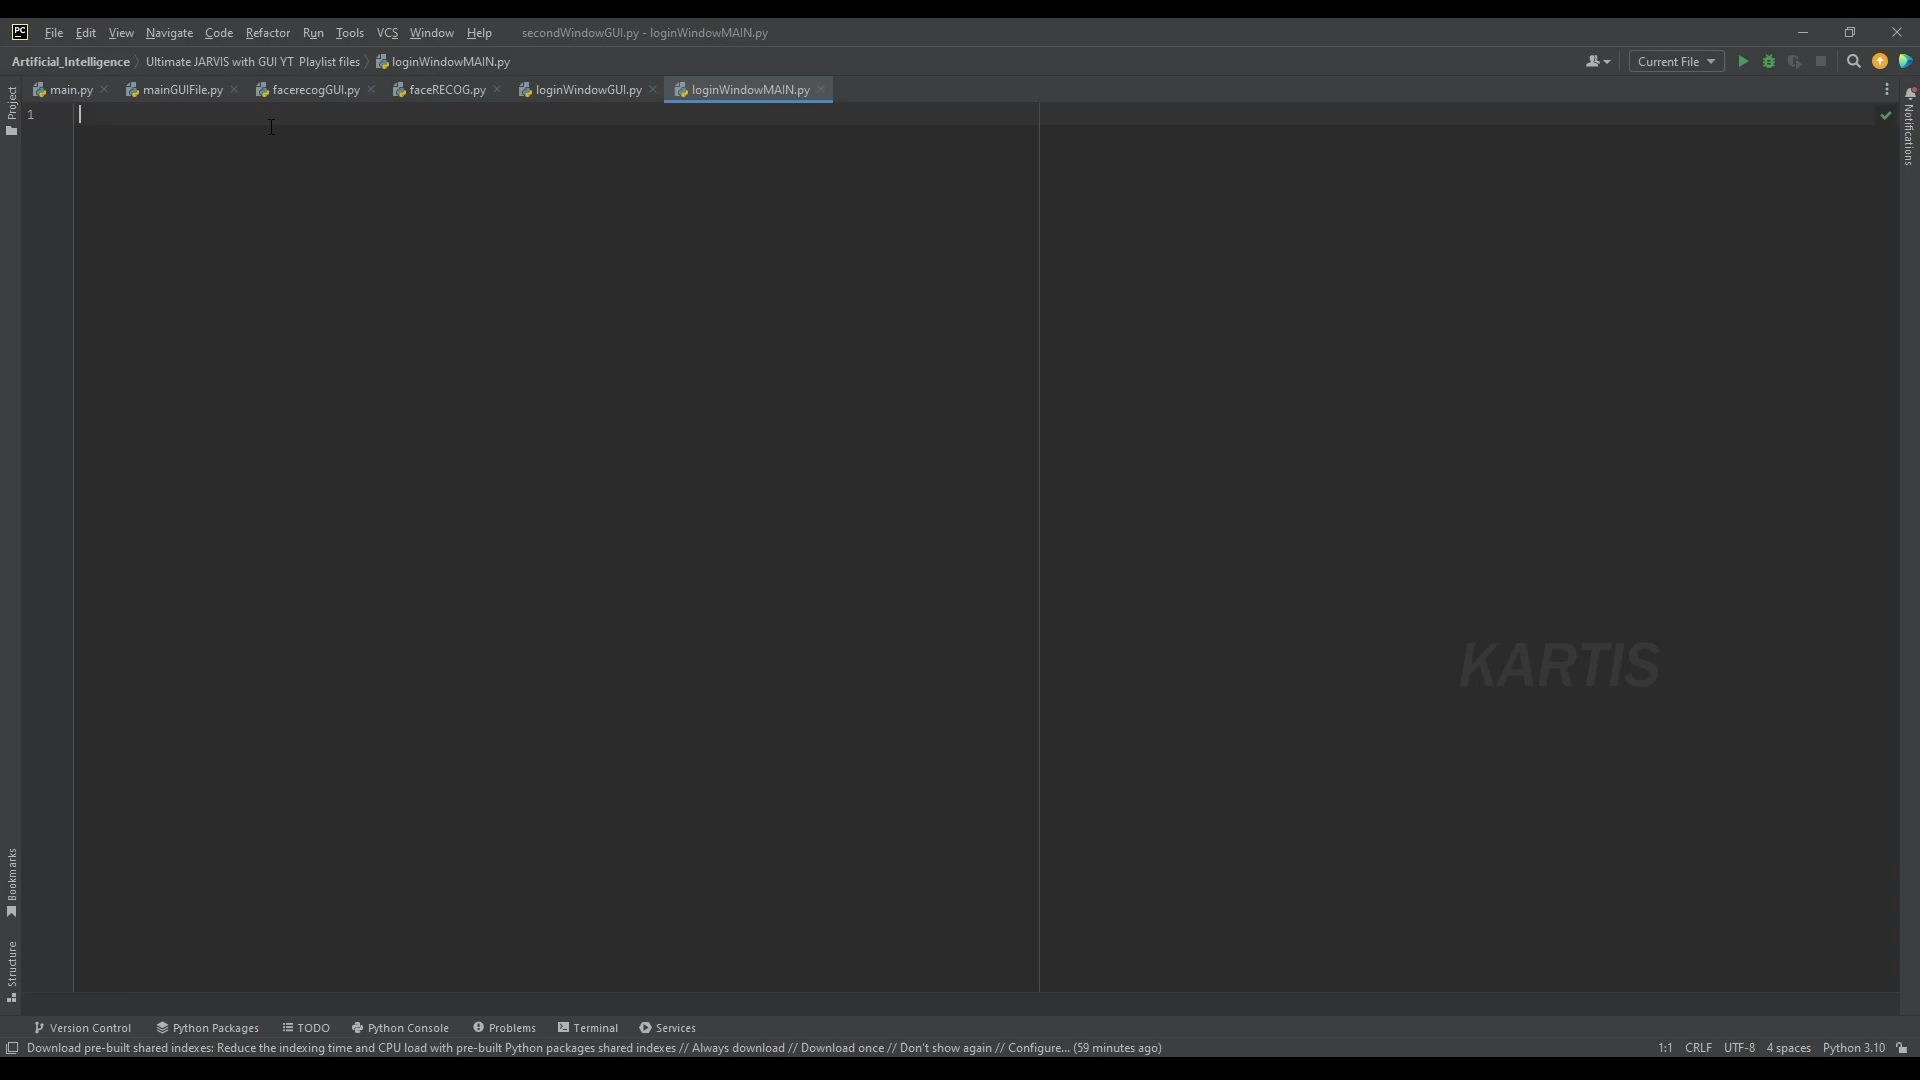 PC File Edit View Navigate Code Refactor Run Tools VCS Window Help secondWindowGUI.py - loginWindowMAIN.py
Artificial_Intelligence Ultimate JARVIS with GUI YT Playlist files loginWindowMAIN.py Current File
main.py mainGUIFile.py facerecogGUI.py faceRECOG.py loginWindowGUI.py loginWindowMAIN.py
Project
1
Notifications
KARTIS
Bookmarks
Structure
Version Control Python Packages TODO Python Console Problems Terminal Services
Download pre-built shared indexes: Reduce the indexing time and CPU load with pre-built Python packages shared indexes // Always download // Download once // Don't show again // Configure... (59 minutes ago) 1:1 CRLF UTF-8 4 spaces Python 3.10